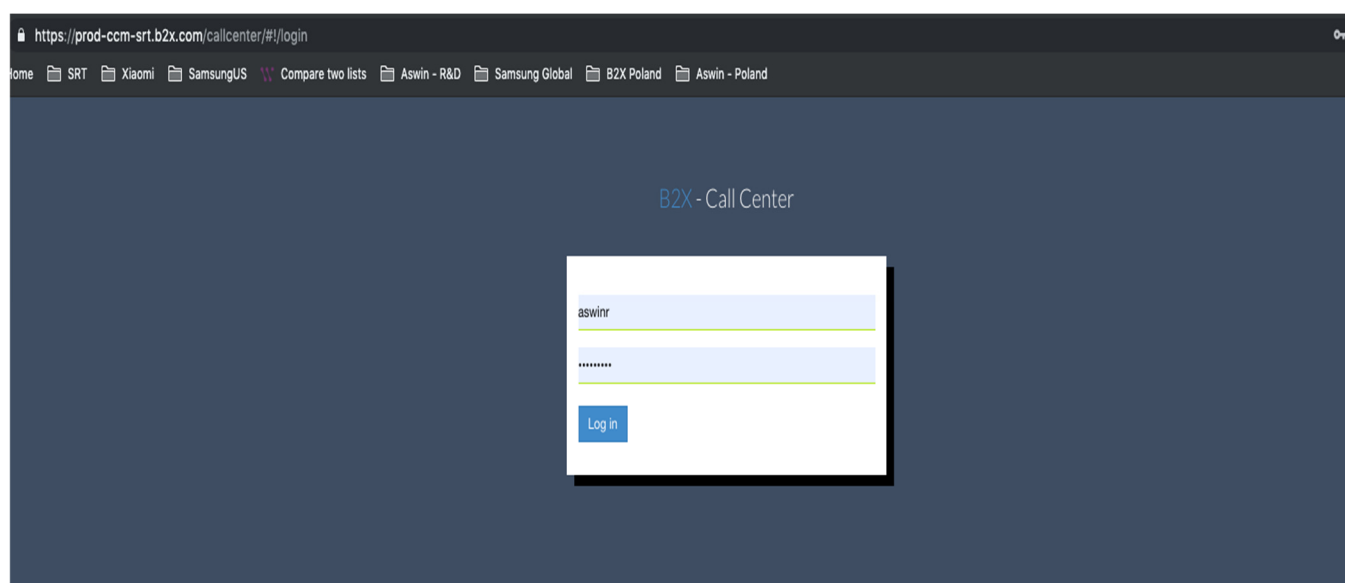 https://prod-ccm-srt.b2x.com/callcenter/#!/login
SRT Xiaomi SamsungUS Compare two lists Aswin - R&D Samsung Global B2X Poland Aswin - Poland
B2X - Call Center
aswinr
•••••••••
Log in